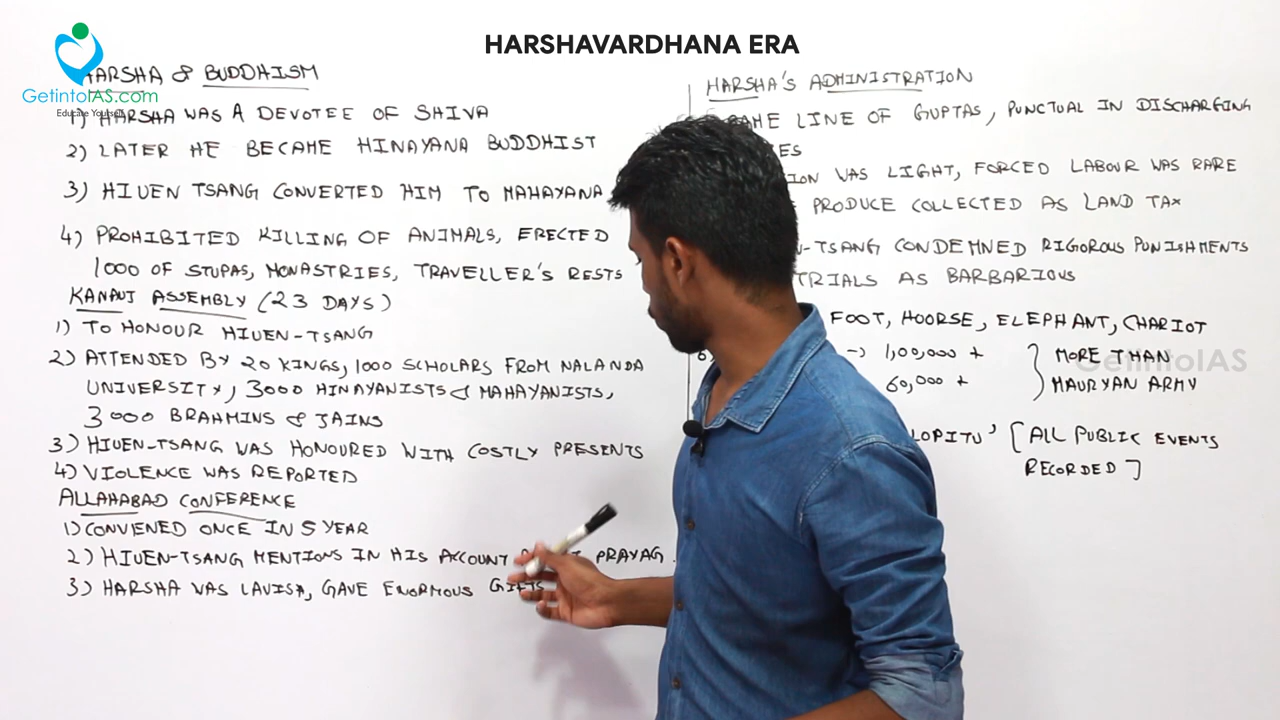 HARSHAVARDHANA ERA
GetintoIAS.com
Educate Yourself
HARSHA & BUDDHISM
1) HARSHA WAS A DEVOTEE OF SHIVA
2) LATER HE BECAME HINAYANA BUDDHIST
3) HIUEN TSANG CONVERTED HIM TO MAHAYANA
4) PROHIBITED KILLING OF ANIMALS, ERECTED
1000 OF STUPAS, MONASTRIES, TRAVELLER'S RESTS
KANAUJ ASSEMBLY (23 DAYS)
1) TO HONOUR HIUEN-TSANG
2) ATTENDED BY 20 KINGS, 1000 SCHOLARS FROM NALANDA
UNIVERSITY, 3000 HINAYANISTS & MAHAYANISTS,
3000 BRAHMINS & JAINS
3) HIUEN-TSANG WAS HONOURED WITH COSTLY PRESENTS
4) VIOLENCE WAS REPORTED
ALLAHABAD CONFERENCE
1) CONVENED ONCE IN 5 YEAR
2) HIUEN-TSANG MENTIONS IN HIS ACCOUNT PRAYAG.
3) HARSHA WAS LAVISH, GAVE ENORMOUS GIFTS
HARSHA'S ADMINISTRATION
LINE OF GUPTAS, PUNCTUAL IN DISCHARGING
WAS LIGHT, FORCED LABOUR WAS RARE
PRODUCE COLLECTED AS LAND TAX
-TSANG CONDEMNED RIGOROUS PUNISHMENTS
TRIALS AS BARBARIOUS
FOOT, HOORSE, ELEPHANT, CHARIOT
-> 1,00,000 + } MORE THAN
60,000 + MAURYAN ARMY
GetintoIAS
LOPITU' [ALL PUBLIC EVENTS
RECORDED]